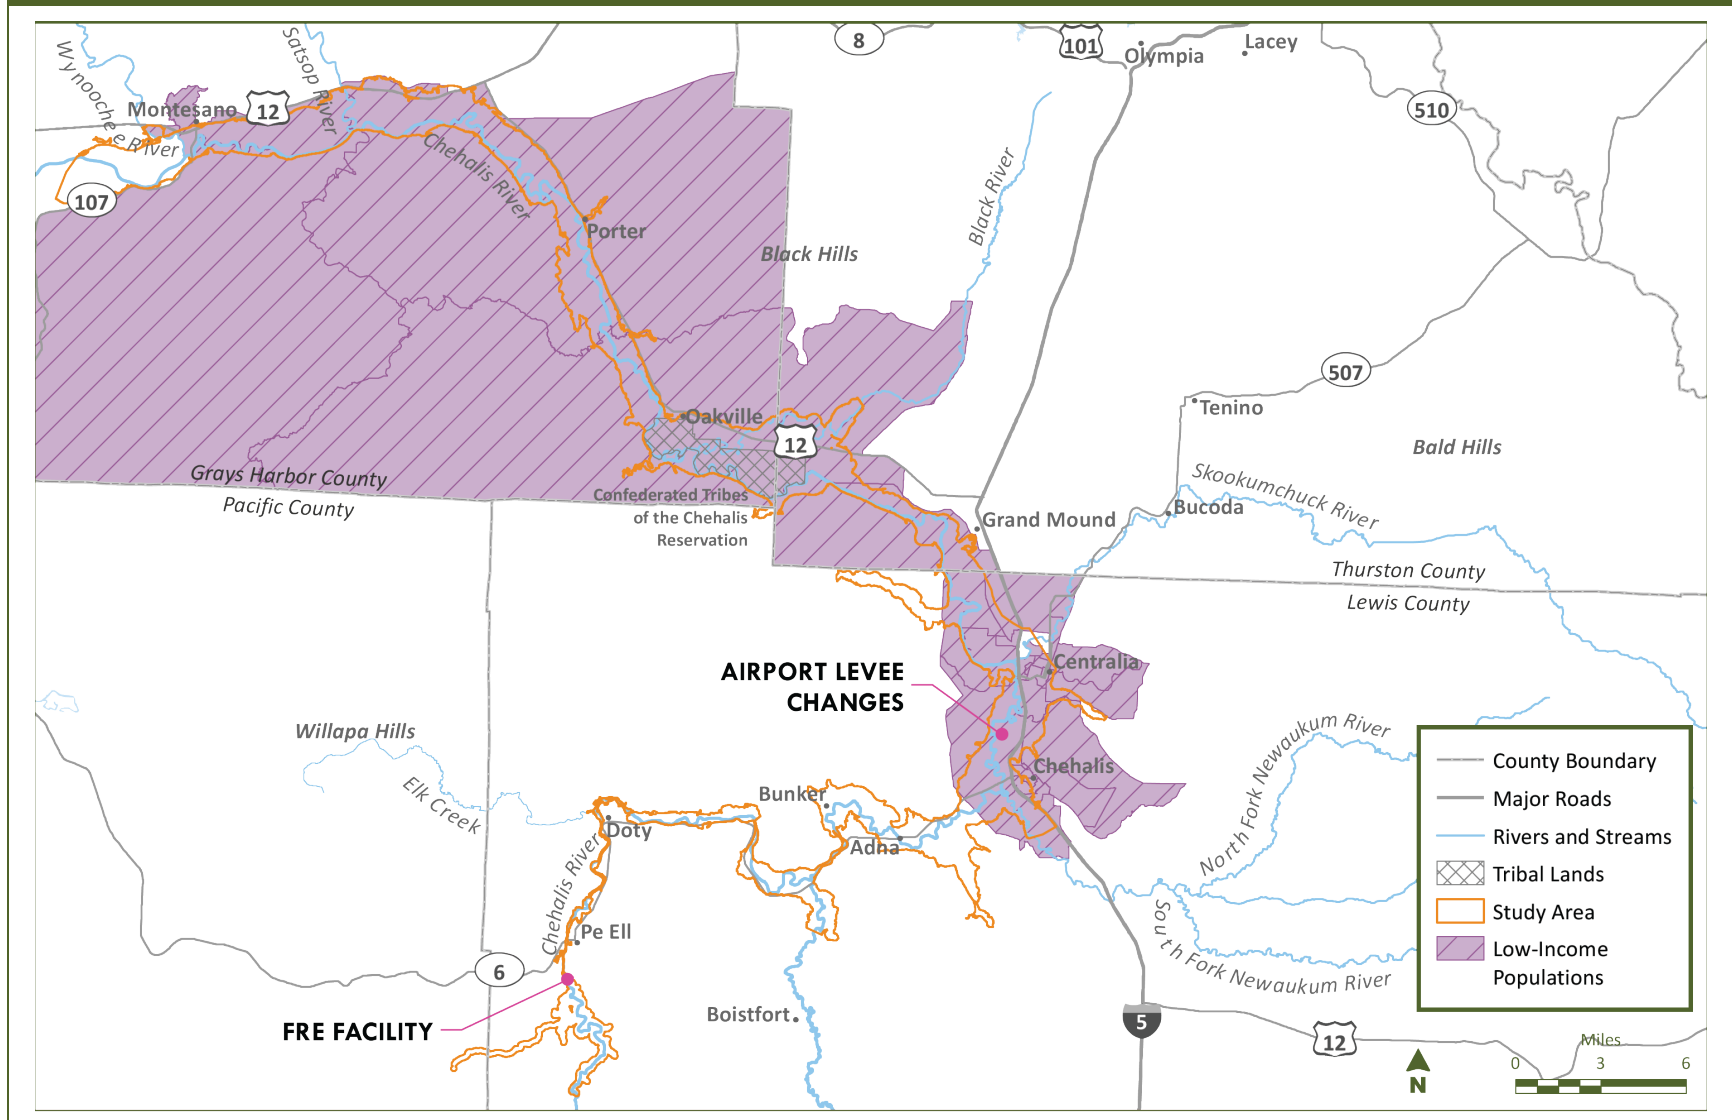 8
101
Olympia
Lacey
Wynoochee River
Satsop River
Montesano
12
510
107
Chehalis River
Black River
Porter
Black Hills
507
Tenino
Oakville
12
Bald Hills
Grays Harbor County
Pacific County
Skookumchuck River
Confederated Tribes
of the Chehalis
Reservation
Grand Mound
Bucoda
Thurston County
Lewis County
AIRPORT LEVEE
CHANGES
Centralia
Willapa Hills
North Fork Newaukum River
Chehalis
Elk Creek
Bunker
Doty
Adna
Chehalis River
Pe Ell
South Fork Newaukum River
6
Boistfort
FRE FACILITY
5
12
County Boundary
Major Roads
Rivers and Streams
Tribal Lands
Study Area
Low-Income
Populations
Miles
0 3 6
N